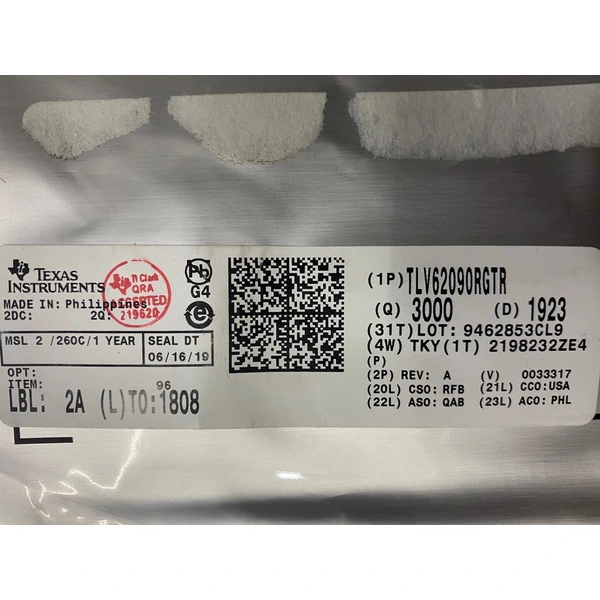 TEXAS
INSTRUMENTS
MADE IN: Philippines
2DC: 2Q:
TI Clark
QRA
219620
Pb
G4
e
MSL 2 /260C/1 YEAR
SEAL DT
06/16/19
OPT:
ITEM:
96
LBL: 2A (L)TO:1808
(1P)TLV62090RGTR
(Q) 3000 (D) 1923
(31T)LOT: 9462853CL9
(4W) TKY(1T) 2198232ZE4
(P)
(2P) REV: A (V) 0033317
(20L) CSO: RFB (21L) CCO:USA
(22L) ASO: QAB (23L) ACO: PHL